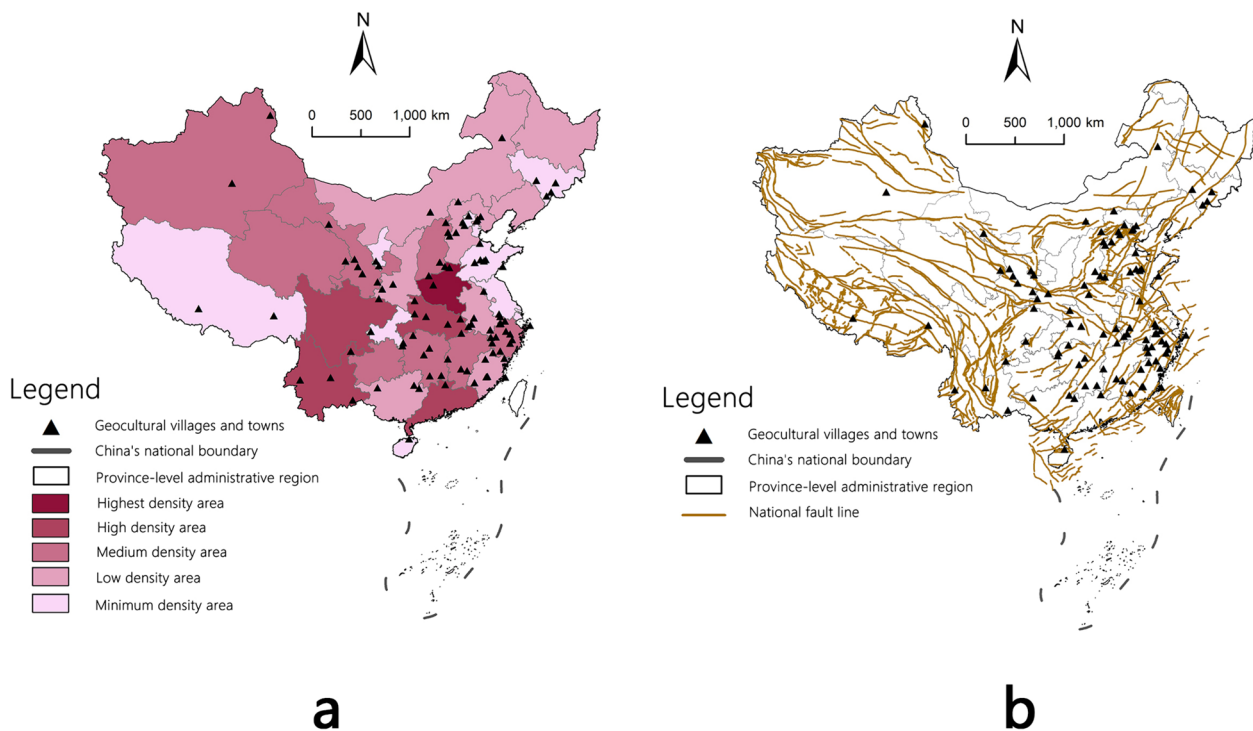 N
0 500 1,000 km
Legend
Geocultural villages and towns
China's national boundary
Province-level administrative region
Highest density area
High density area
Medium density area
Low density area
Minimum density area
a
N
0 500 1,000 km
Legend
Geocultural villages and towns
China's national boundary
Province-level administrative region
National fault line
b